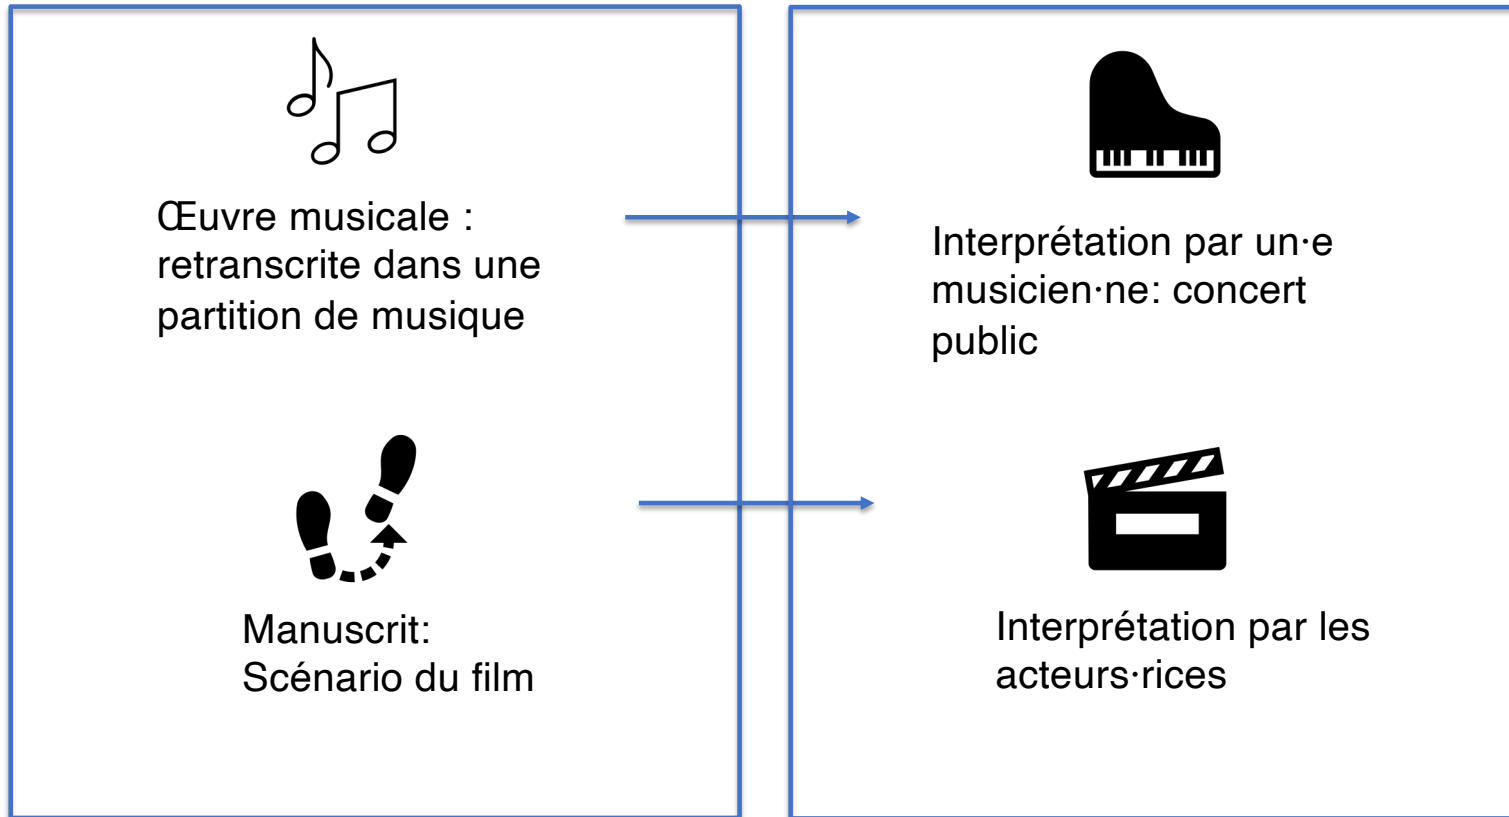 Œuvre musicale :
retranscrite dans une
partition de musique
Interprétation par un·e
musicien·ne: concert
public
Manuscrit:
Scénario du film
Interprétation par les
acteurs·rices